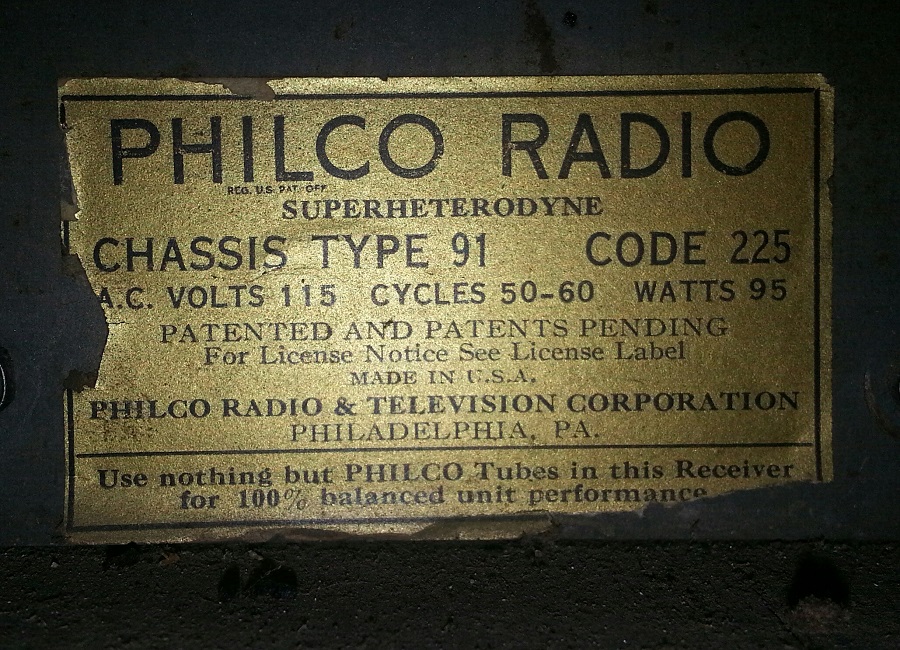 PHILCO RADIO
REG. U.S. PAT. OFF.
SUPERHETERODYNE
CHASSIS TYPE 91 CODE 225
A.C. VOLTS 115 CYCLES 50-60 WATTS 95
PATENTED AND PATENTS PENDING
For License Notice See License Label
MADE IN U.S.A.
PHILCO RADIO & TELEVISION CORPORATION
PHILADELPHIA, PA.
Use nothing but PHILCO Tubes in this Receiver
for 100% balanced unit performance